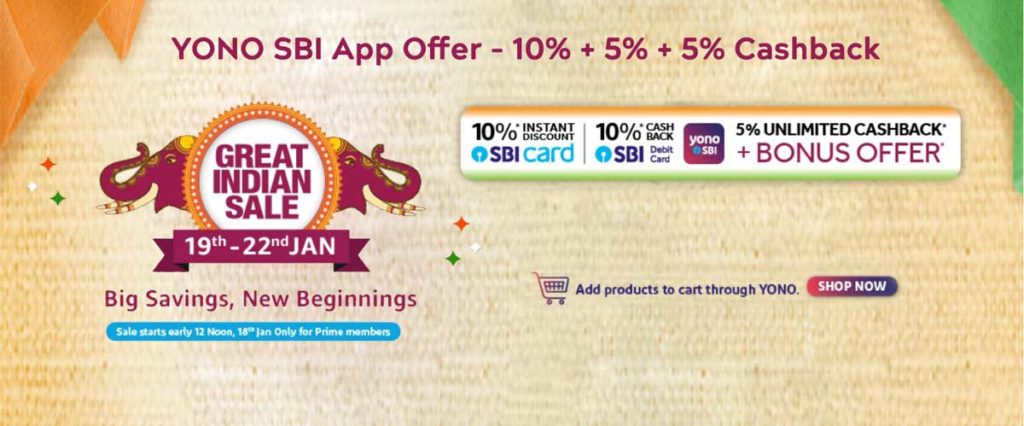 YONO SBI App Offer - 10% + 5% + 5% Cashback
GREAT
INDIAN
SALE
19th - 22nd JAN
Big Savings, New Beginnings
Sale starts early 12 Noon, 18th Jan Only for Prime members
10%* INSTANT DISCOUNT
SBI card
10%* CASH BACK
SBI Debit Card
yono
SBI
5% UNLIMITED CASHBACK*
+ BONUS OFFER*
Add products to cart through YONO.
SHOP NOW